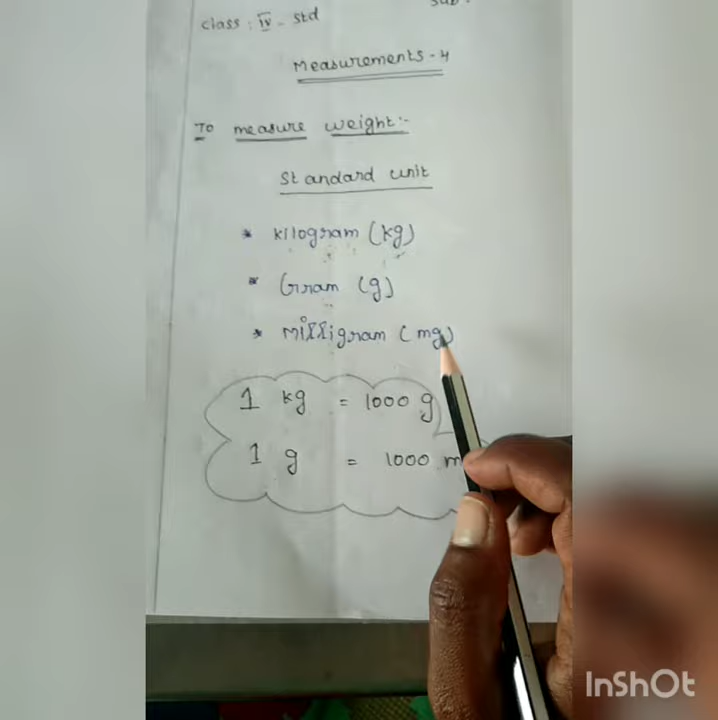 class : IV - std
sub :
Measurements - 4
To measure weight :-
Standard unit
* kilogram (kg)
* Gram (g)
* Milligram (mg)
1 kg = 1000 g
1 g = 1000 m
InShOt